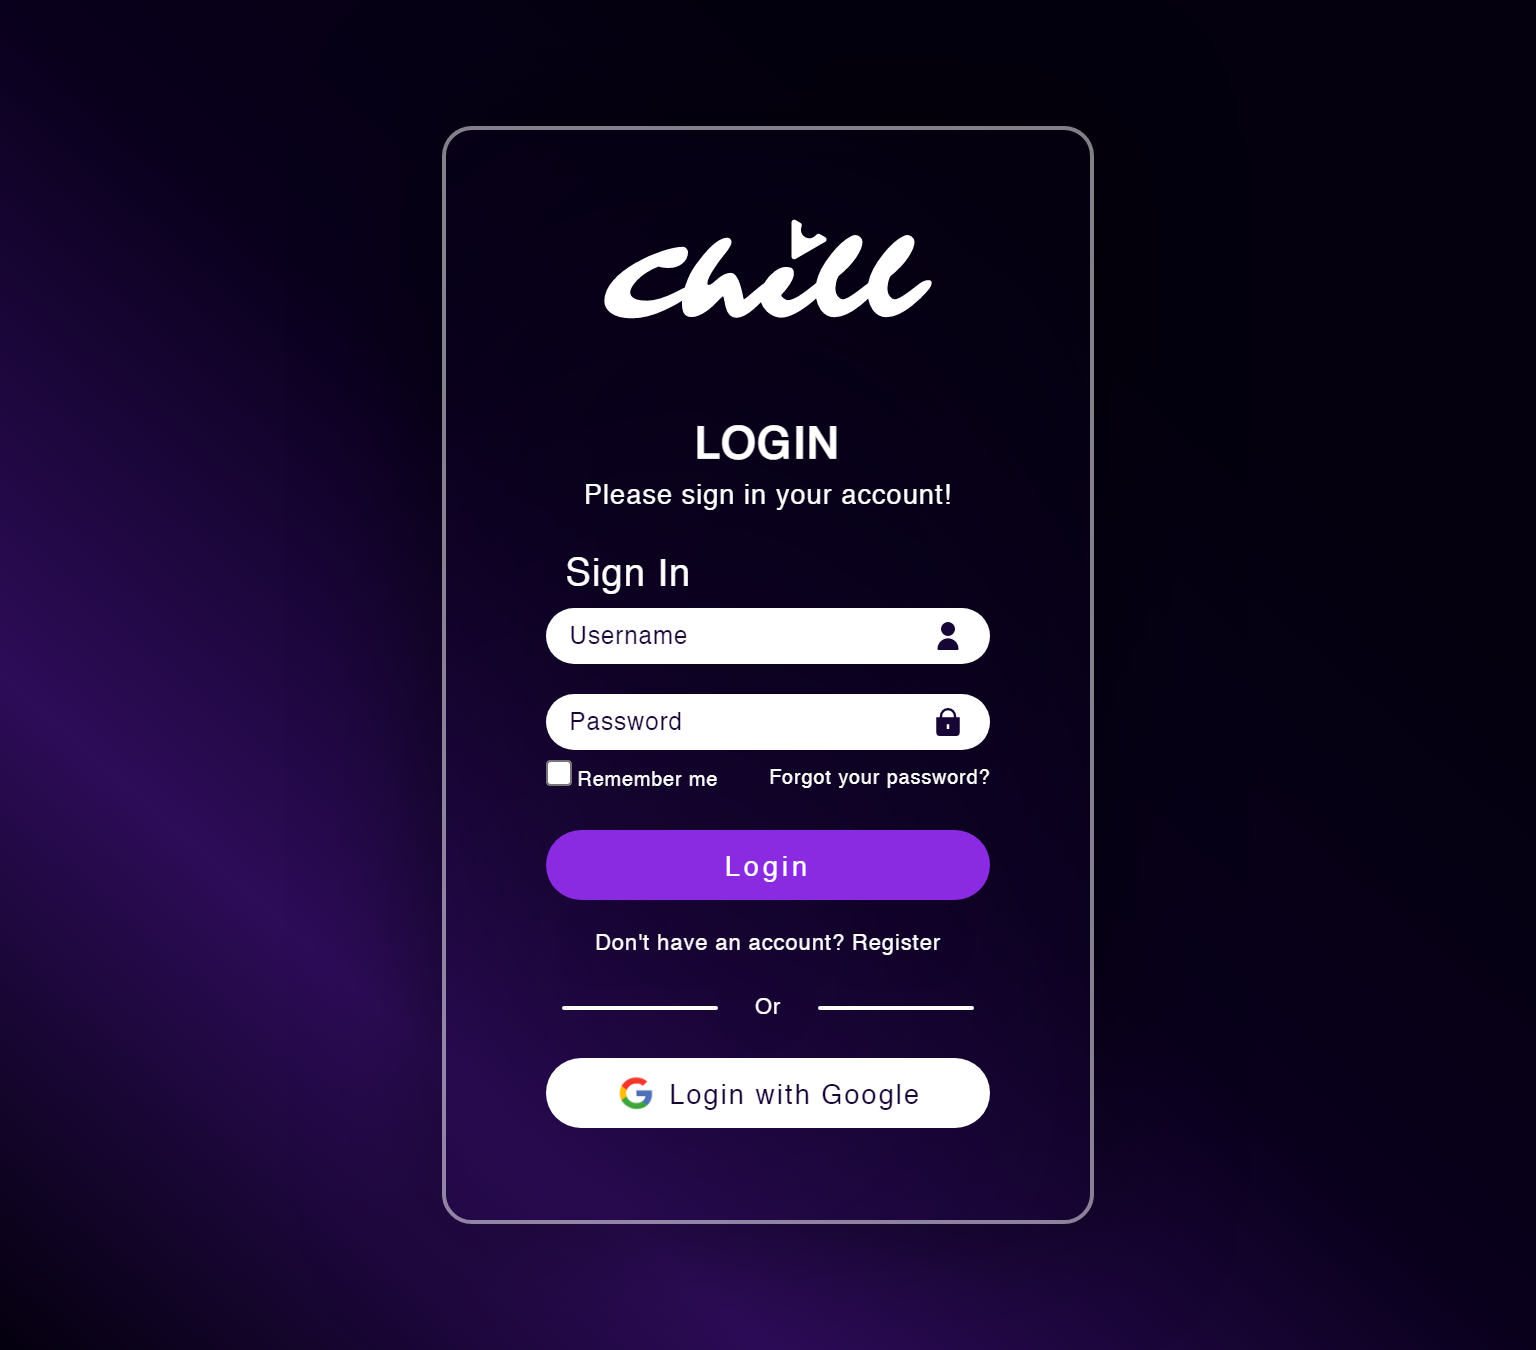 Chill
LOGIN
Please sign in your account!
Sign In
Username
Password
Remember me Forgot your password?
Login
Don't have an account? Register
Or
Login with Google